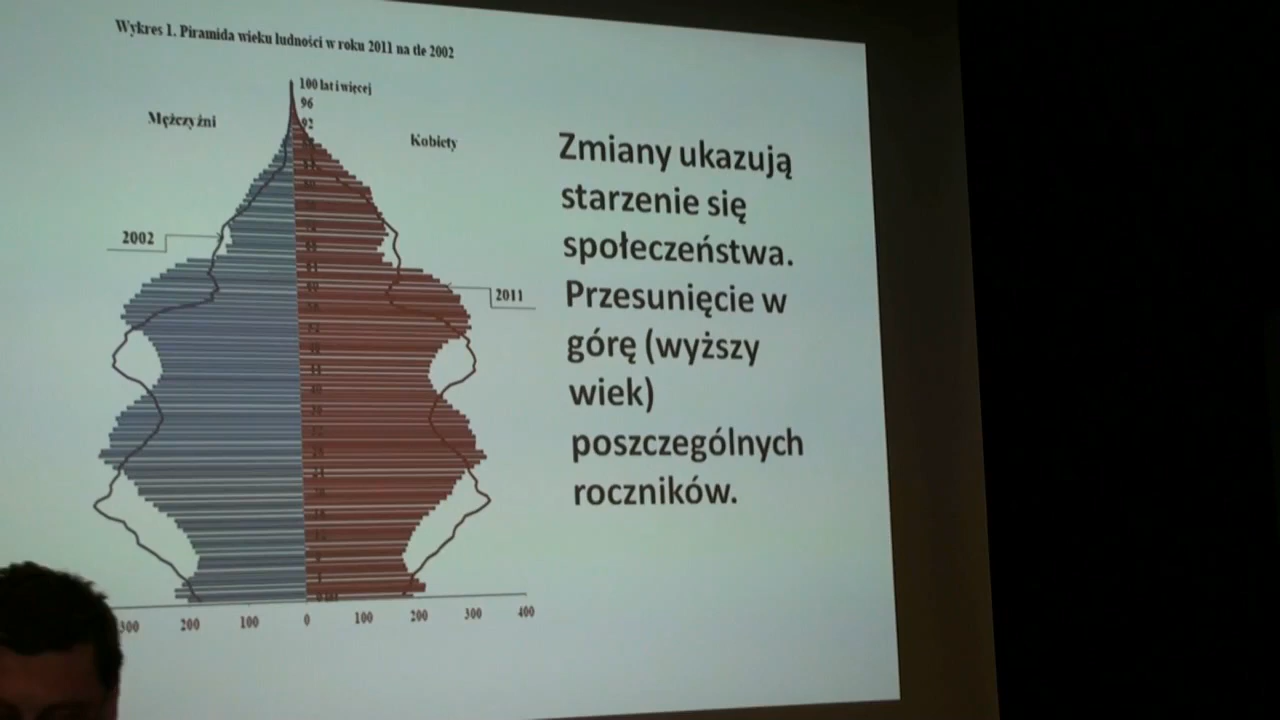 Wykres 1. Piramida wieku ludności w roku 2011 na tle 2002
100 lat i więcej
96
92
Mężczyźni
Kobiety
2002
2011
Zmiany ukazują
starzenie się
społeczeństwa.
Przesunięcie w
górę (wyższy
wiek)
poszczególnych
roczników.
300 200 100 0 100 200 300 400